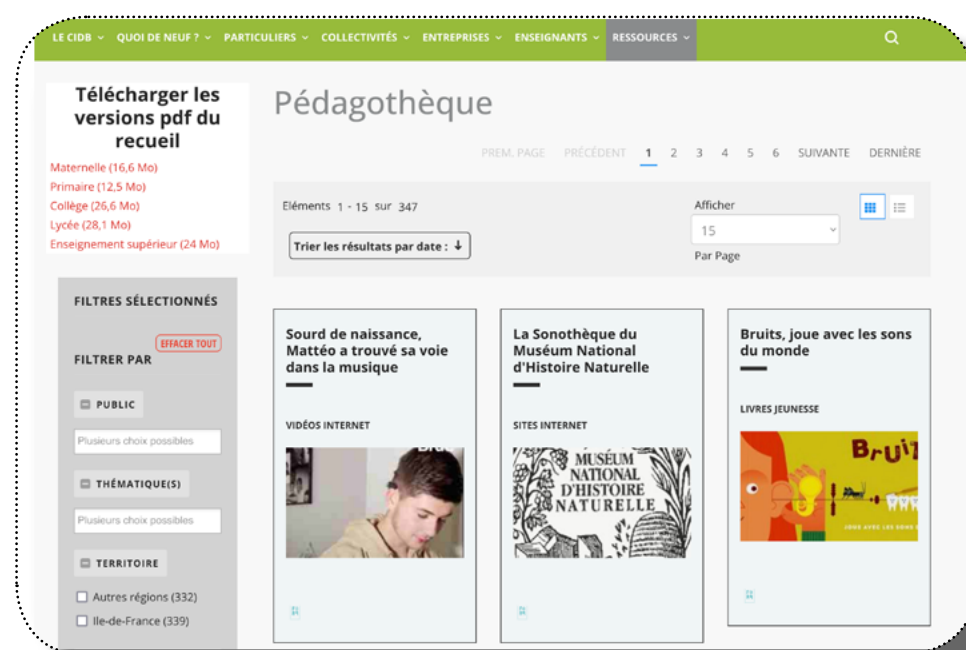 LE CIDB QUOI DE NEUF ? PARTICULIERS COLLECTIVITÉS ENTREPRISES ENSEIGNANTS RESSOURCES
Télécharger les
versions pdf du
recueil
Maternelle (16,6 Mo)
Primaire (12,5 Mo)
Collège (26,6 Mo)
Lycée (28,1 Mo)
Enseignement supérieur (24 Mo)
Pédagothèque
PREM. PAGE PRÉCÉDENT 1 2 3 4 5 6 SUIVANTE DERNIÈRE
Eléments 1 - 15 sur 347
Trier les résultats par date :
Afficher
15
Par Page
FILTRES SÉLECTIONNÉS
EFFACER TOUT
FILTRER PAR
PUBLIC
Plusieurs choix possibles
THÉMATIQUE(S)
Plusieurs choix possibles
TERRITOIRE
Autres régions (332)
Ile-de-France (339)
Sourd de naissance,
Mattéo a trouvé sa voie
dans la musique
VIDÉOS INTERNET
La Sonothèque du
Muséum National
d'Histoire Naturelle
SITES INTERNET
MUSÉUM
NATIONAL
D'HISTOIRE
NATURELLE
Bruits, joue avec les sons
du monde
LIVRES JEUNESSE
Bruit
JOUE AVEC LES SONS